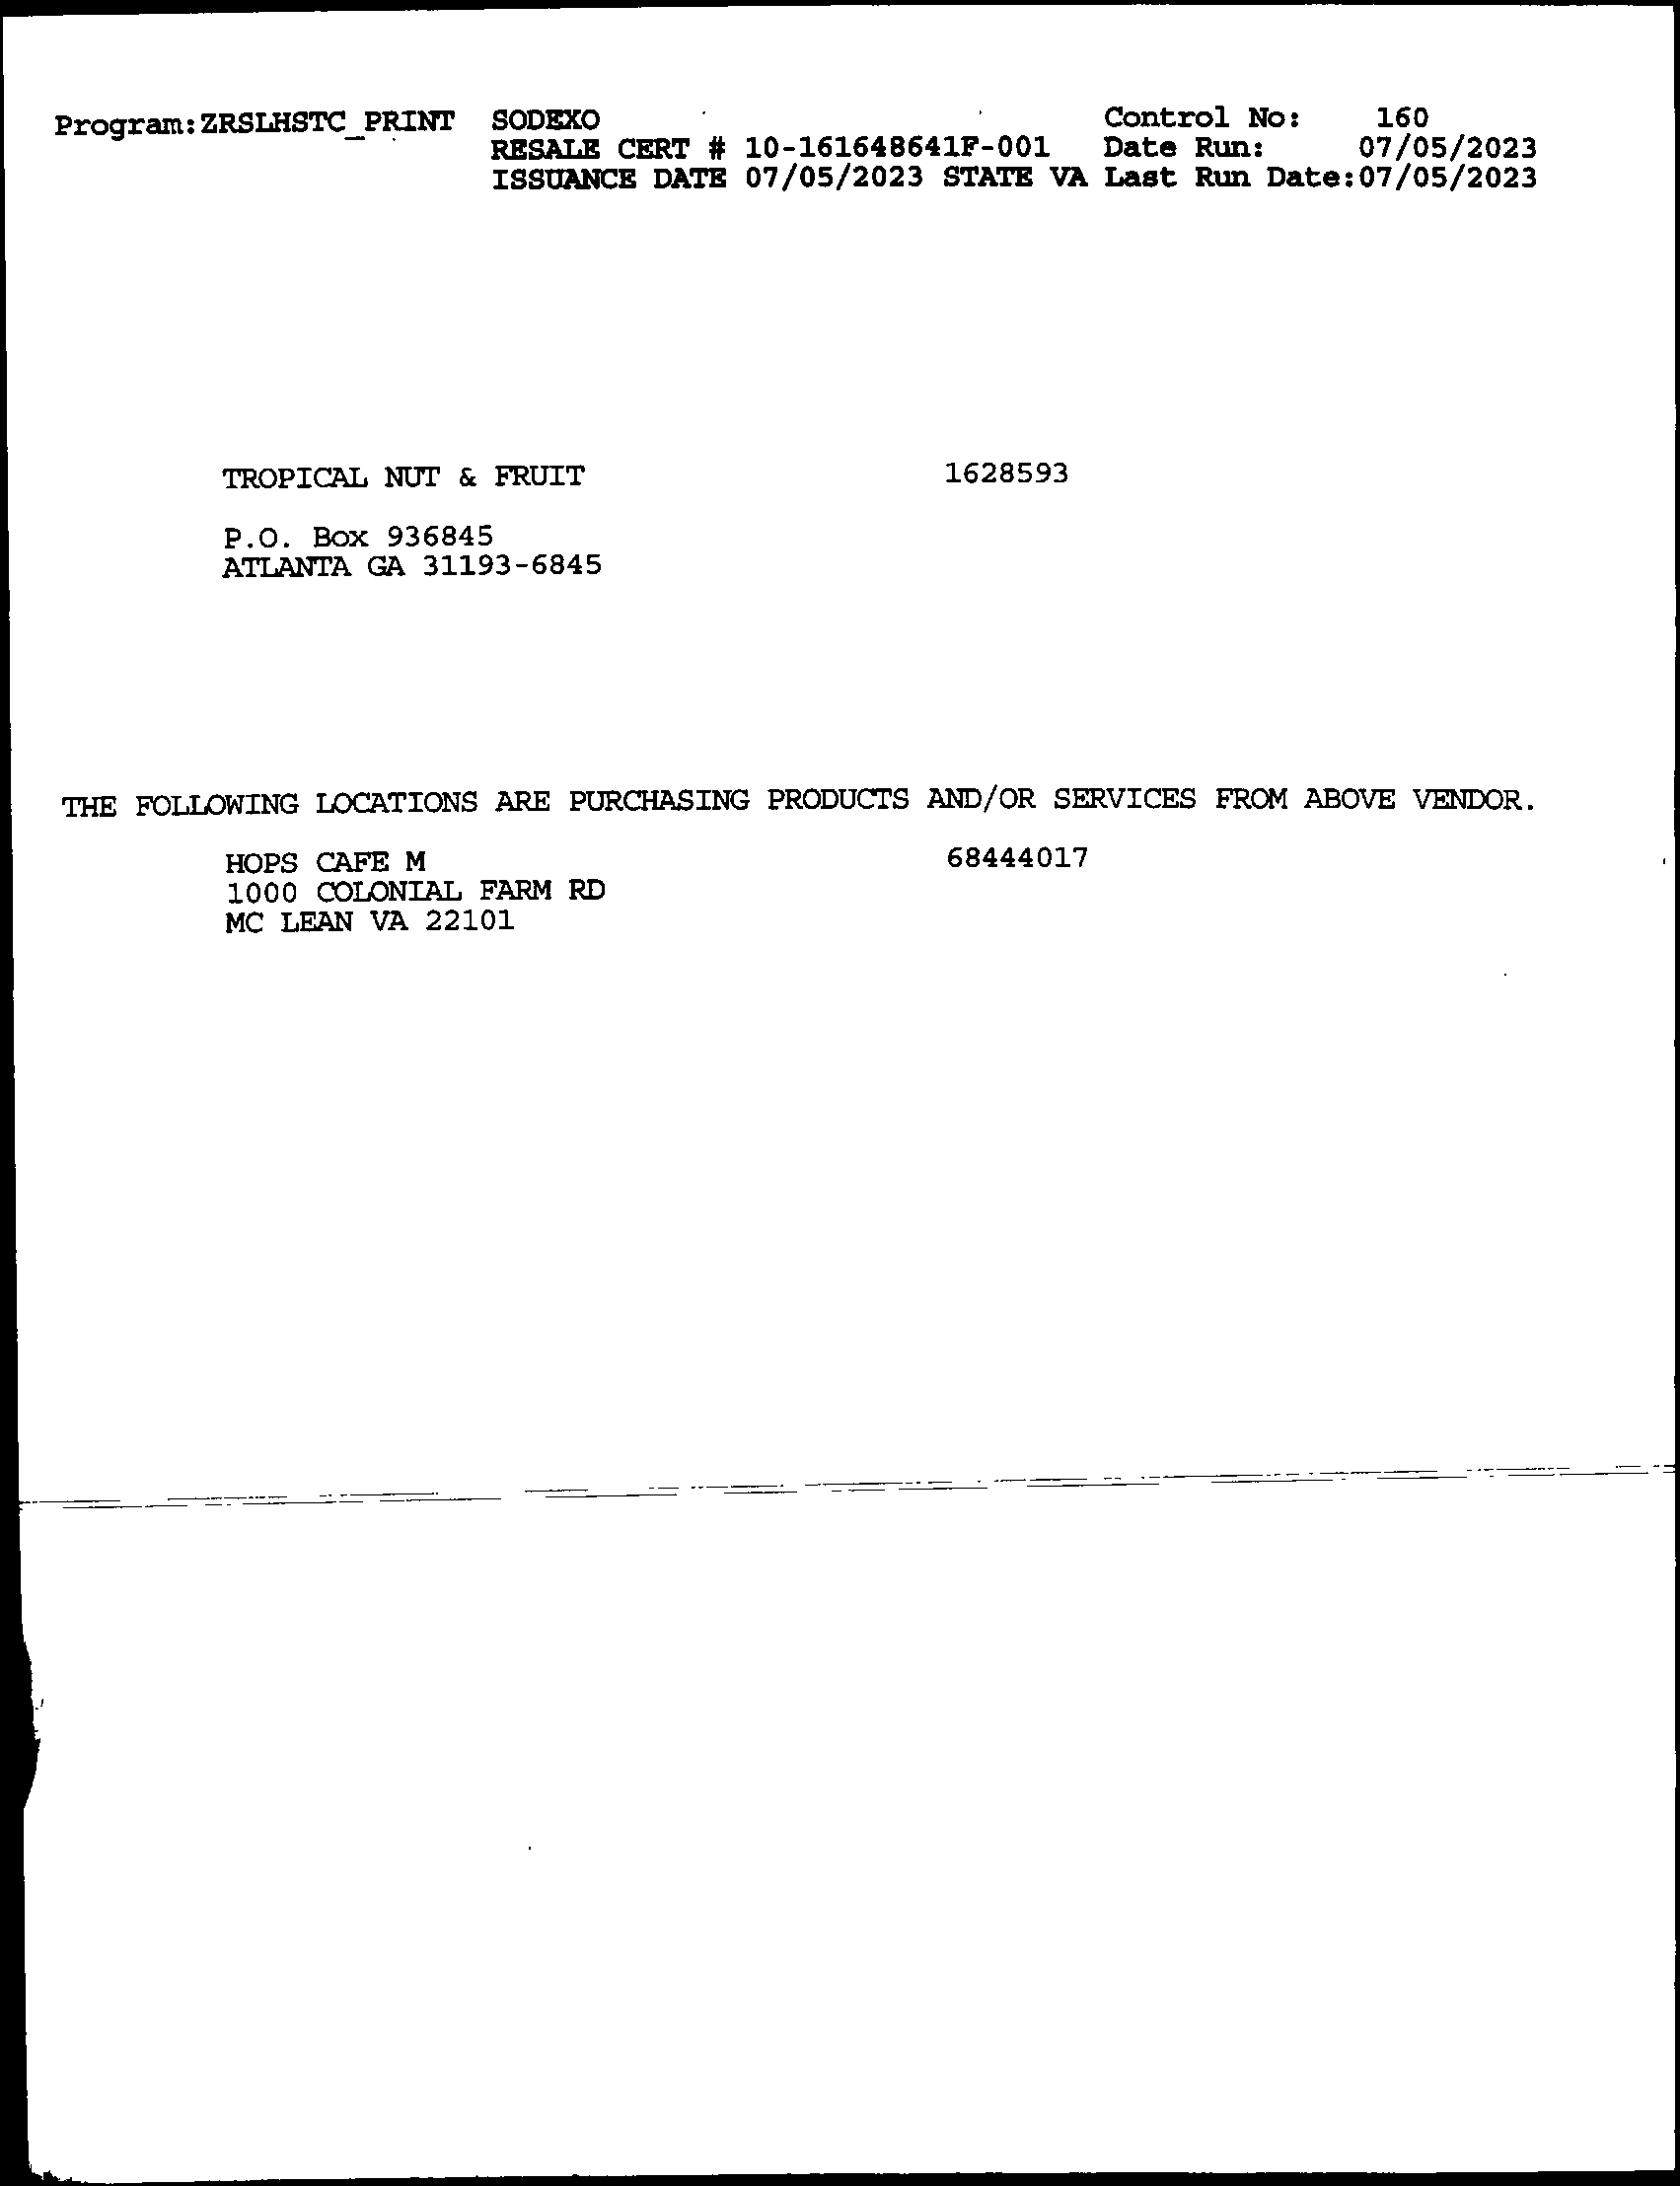 Program:ZRSLHSTC_PRINT SODEXO Control No: 160
RESALE CERT # 10-161648641F-001 Date Run: 07/05/2023
ISSUANCE DATE 07/05/2023 STATE VA Last Run Date:07/05/2023
TROPICAL NUT & FRUIT 1628593
P.O. Box 936845
ATLANTA GA 31193-6845
THE FOLLOWING LOCATIONS ARE PURCHASING PRODUCTS AND/OR SERVICES FROM ABOVE VENDOR.
HOPS CAFE M 68444017
1000 COLONIAL FARM RD
MC LEAN VA 22101